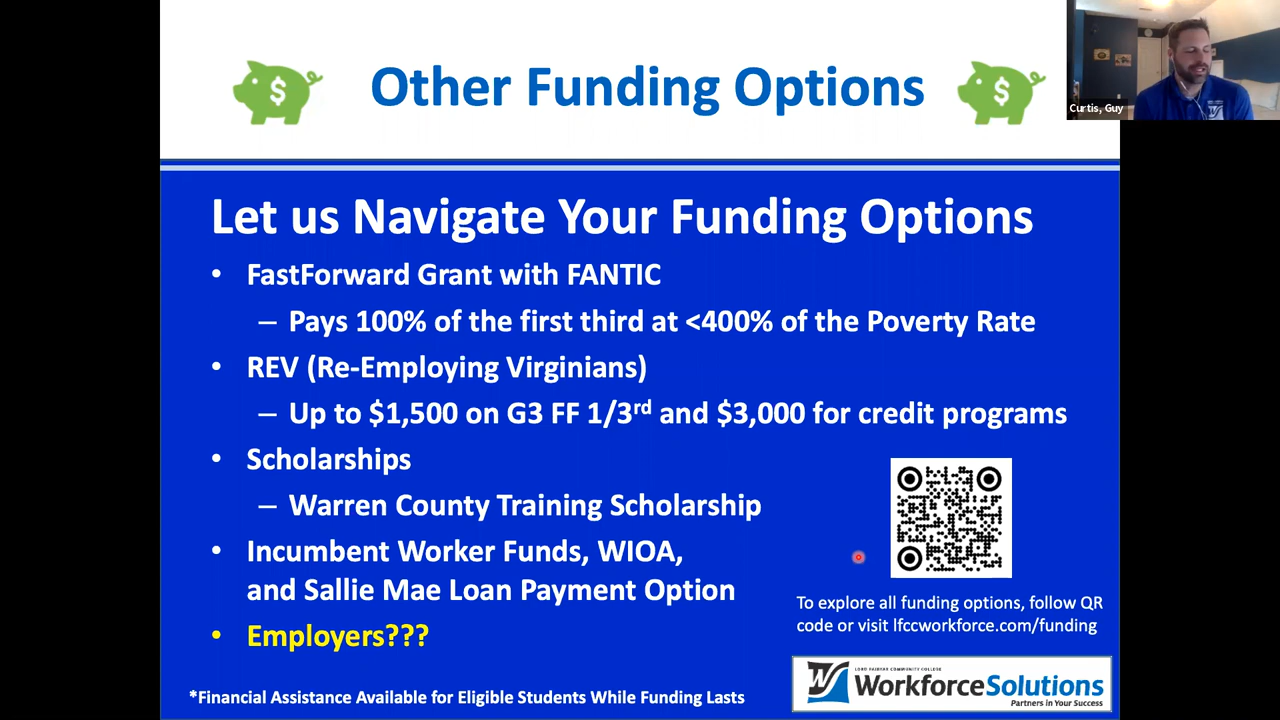 Other Funding Options
Curtis, Guy
Let us Navigate Your Funding Options
• FastForward Grant with FANTIC
– Pays 100% of the first third at <400% of the Poverty Rate
• REV (Re-Employing Virginians)
– Up to $1,500 on G3 FF 1/3rd and $3,000 for credit programs
• Scholarships
– Warren County Training Scholarship
• Incumbent Worker Funds, WIOA,
and Sallie Mae Loan Payment Option
• Employers???
To explore all funding options, follow QR
code or visit lfccworkforce.com/funding
*Financial Assistance Available for Eligible Students While Funding Lasts
LORD FAIRFAX COMMUNITY COLLEGE
WorkforceSolutions
Partners in Your Success